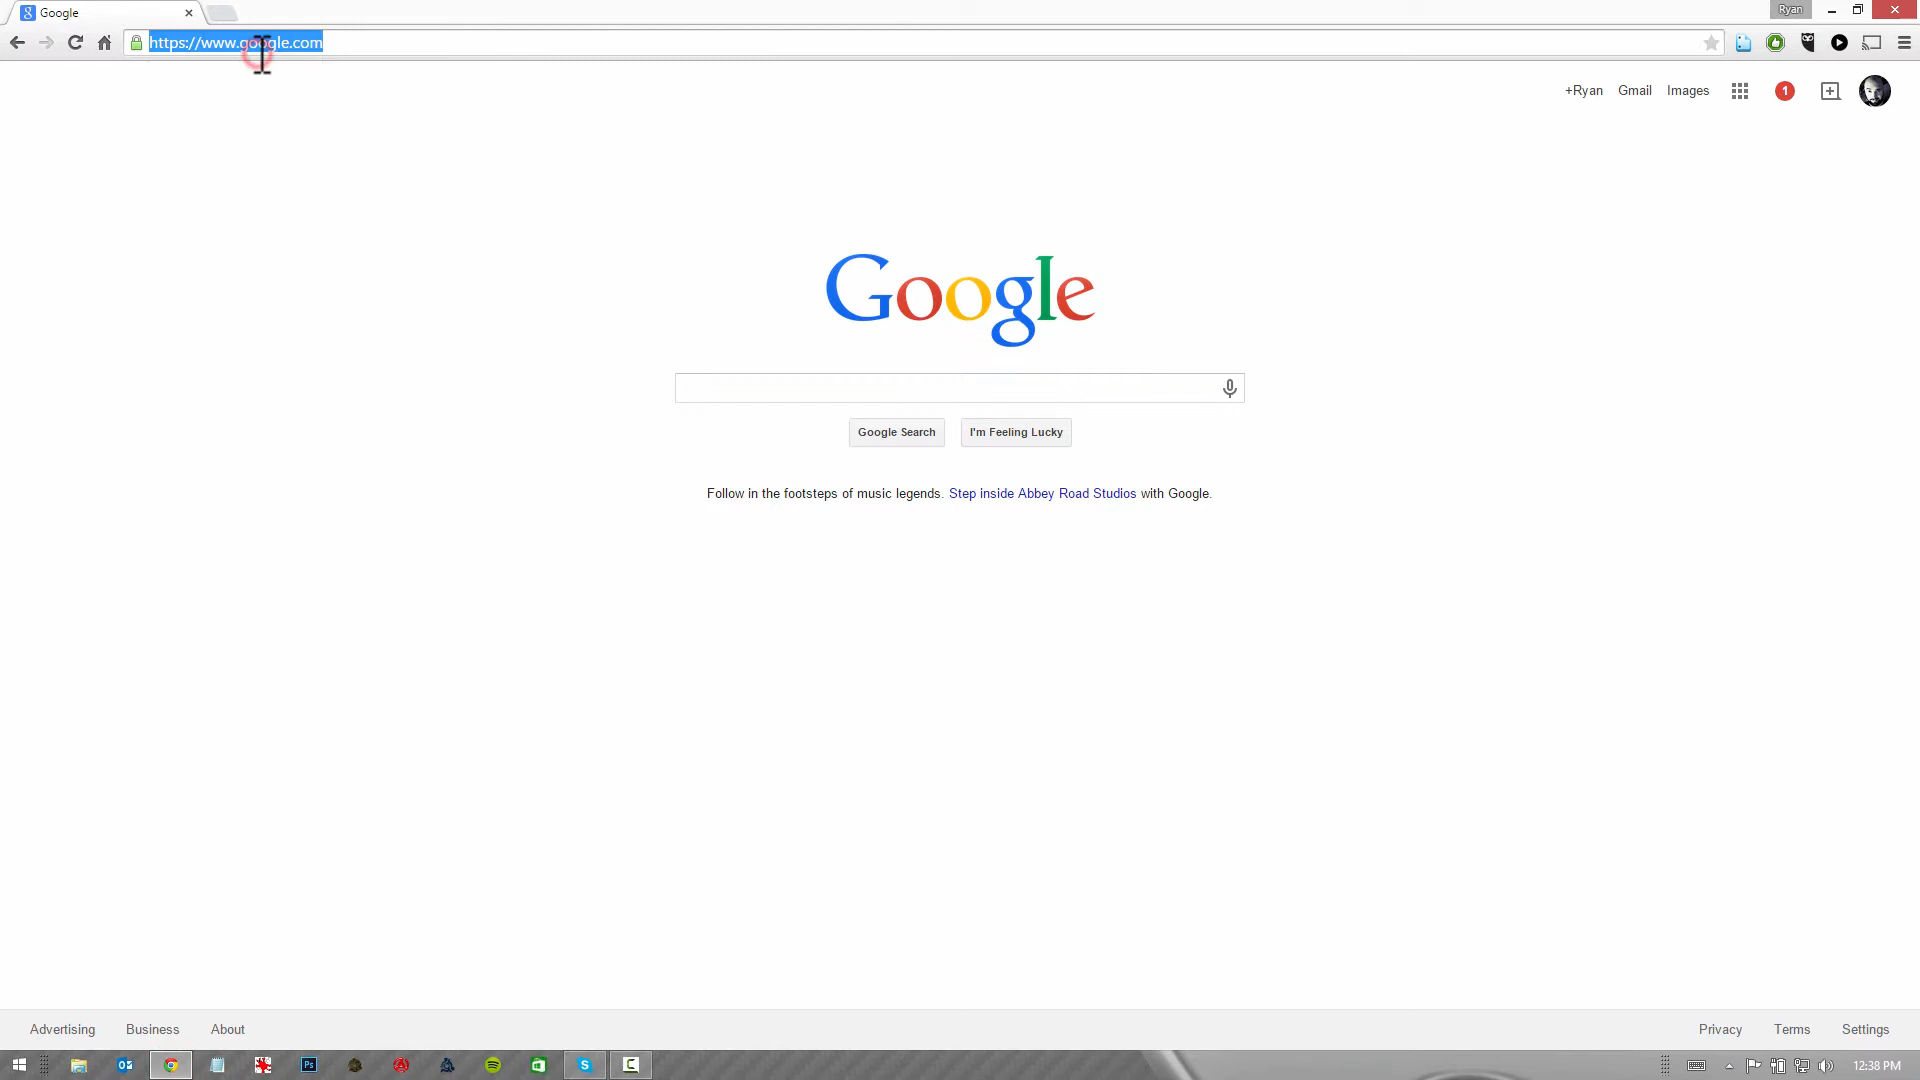 Google
Ryan
https://www.google.com
+Ryan Gmail Images 1
Google
Google Search I'm Feeling Lucky
Follow in the footsteps of music legends. Step inside Abbey Road Studios with Google.
Advertising Business About Privacy Terms Settings
12:38 PM